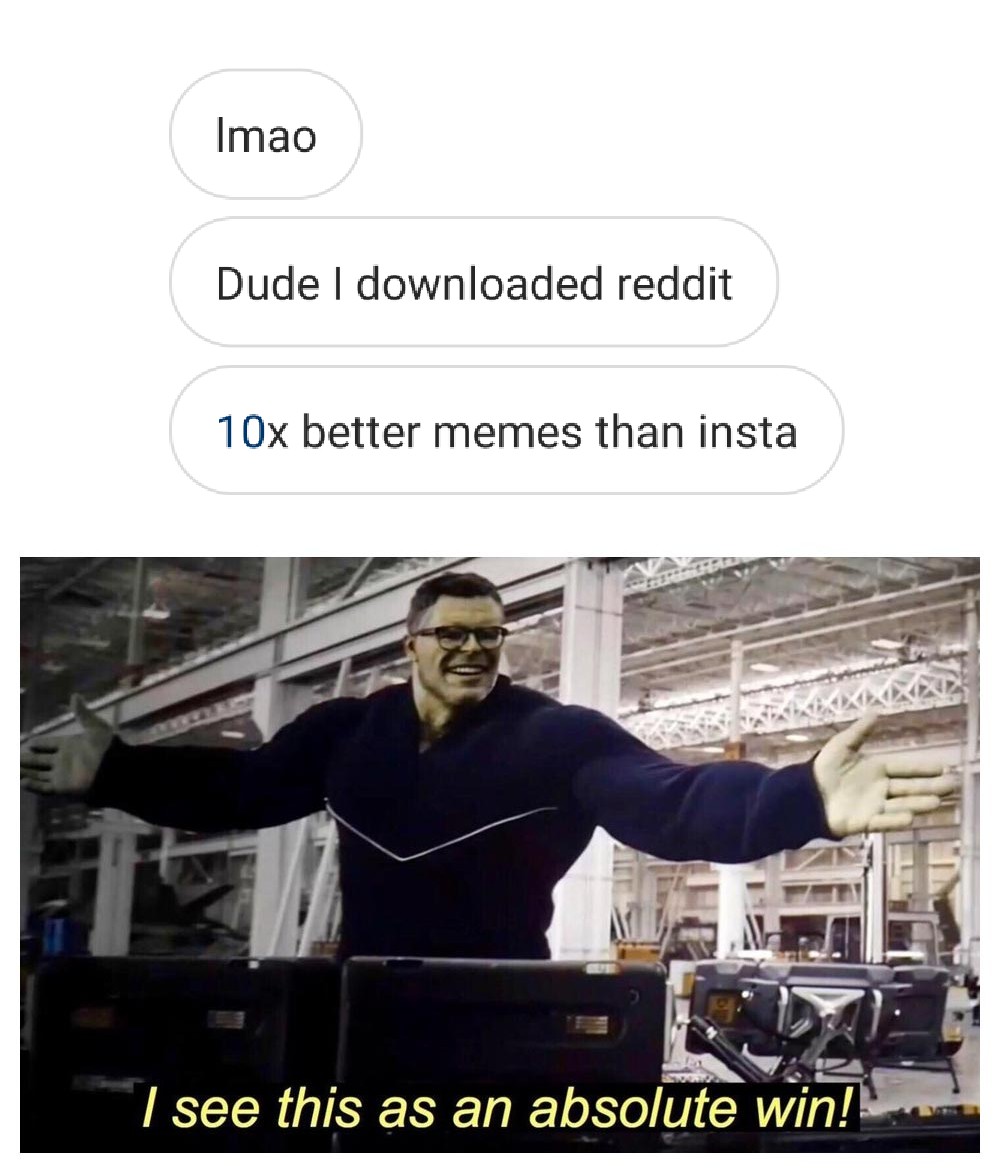 lmao
Dude I downloaded reddit
10x better memes than insta
I see this as an absolute win!